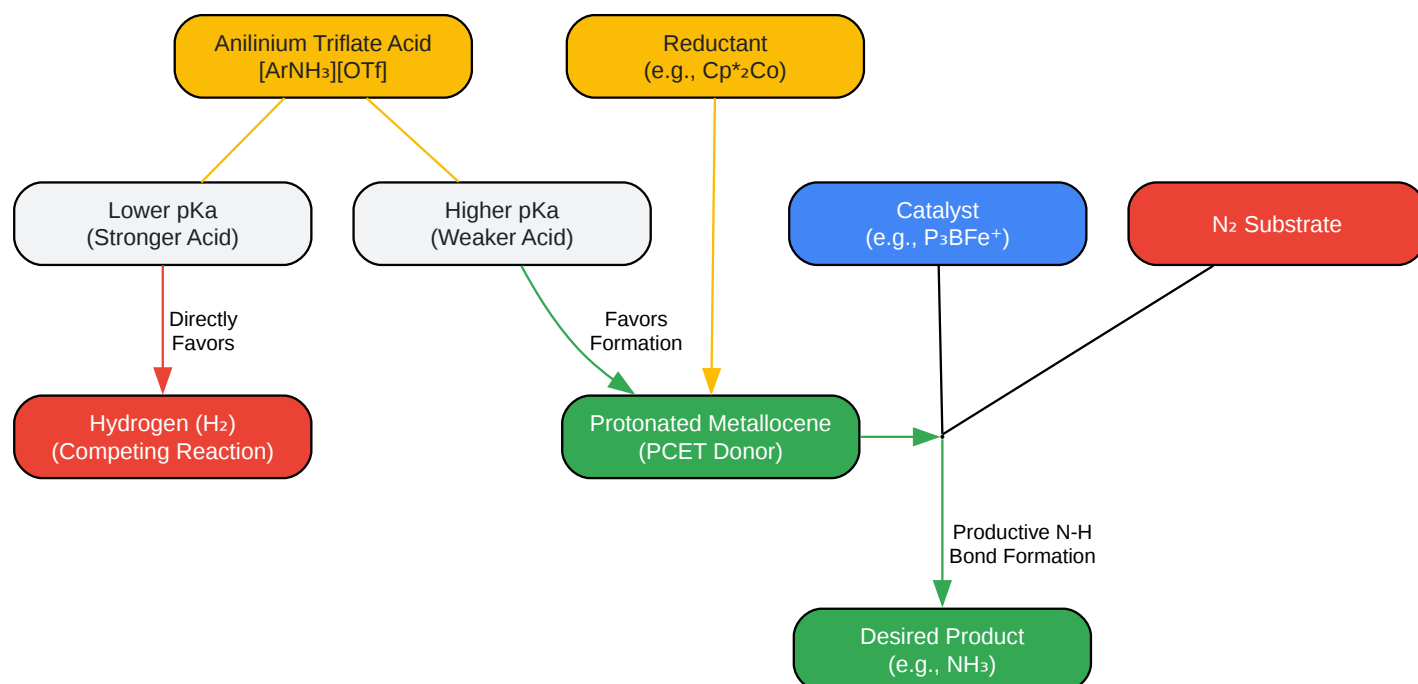 Anilinium Triflate Acid
[ArNH₃][OTf]
Reductant
(e.g., Cp*₂Co)
Lower pKa
(Stronger Acid)
Higher pKa
(Weaker Acid)
Catalyst
(e.g., P₃BFe⁺)
N₂ Substrate
Directly
Favors
Favors
Formation
Hydrogen (H₂)
(Competing Reaction)
Protonated Metallocene
(PCET Donor)
Productive N-H
Bond Formation
Desired Product
(e.g., NH₃)